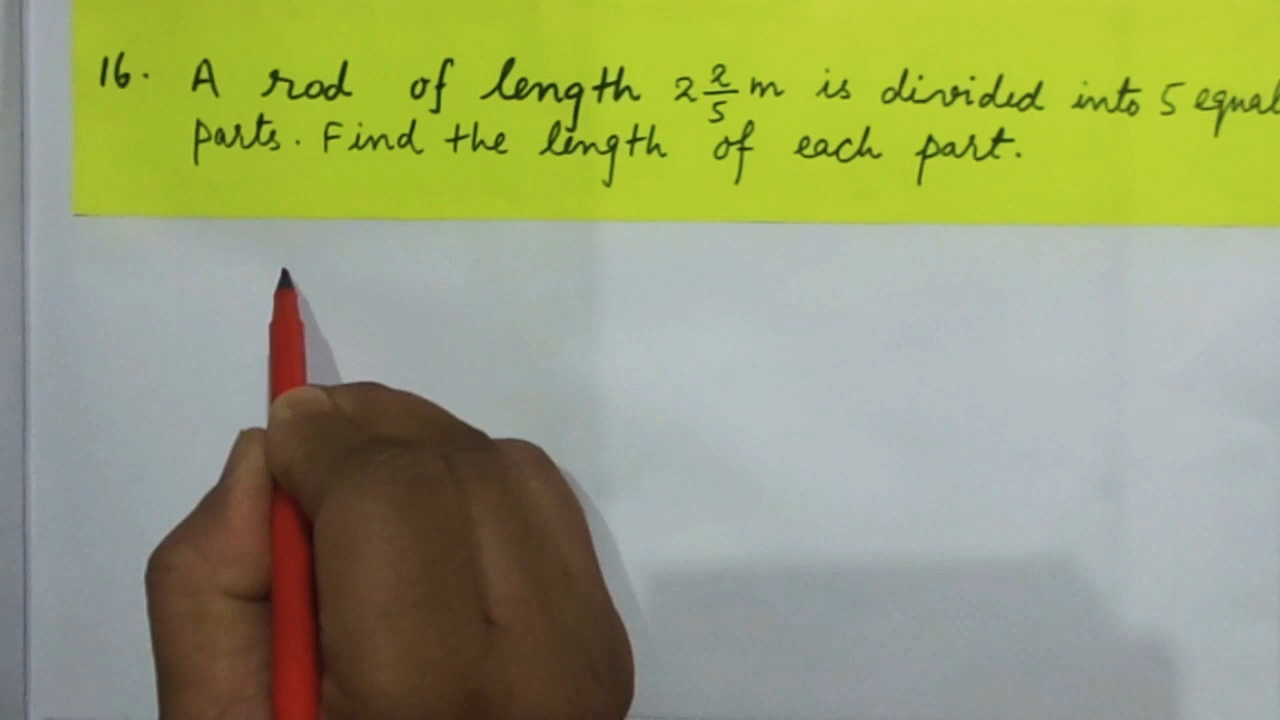 16. A rod of length 2 2/5 m is divided into 5 equal
parts. Find the length of each part.